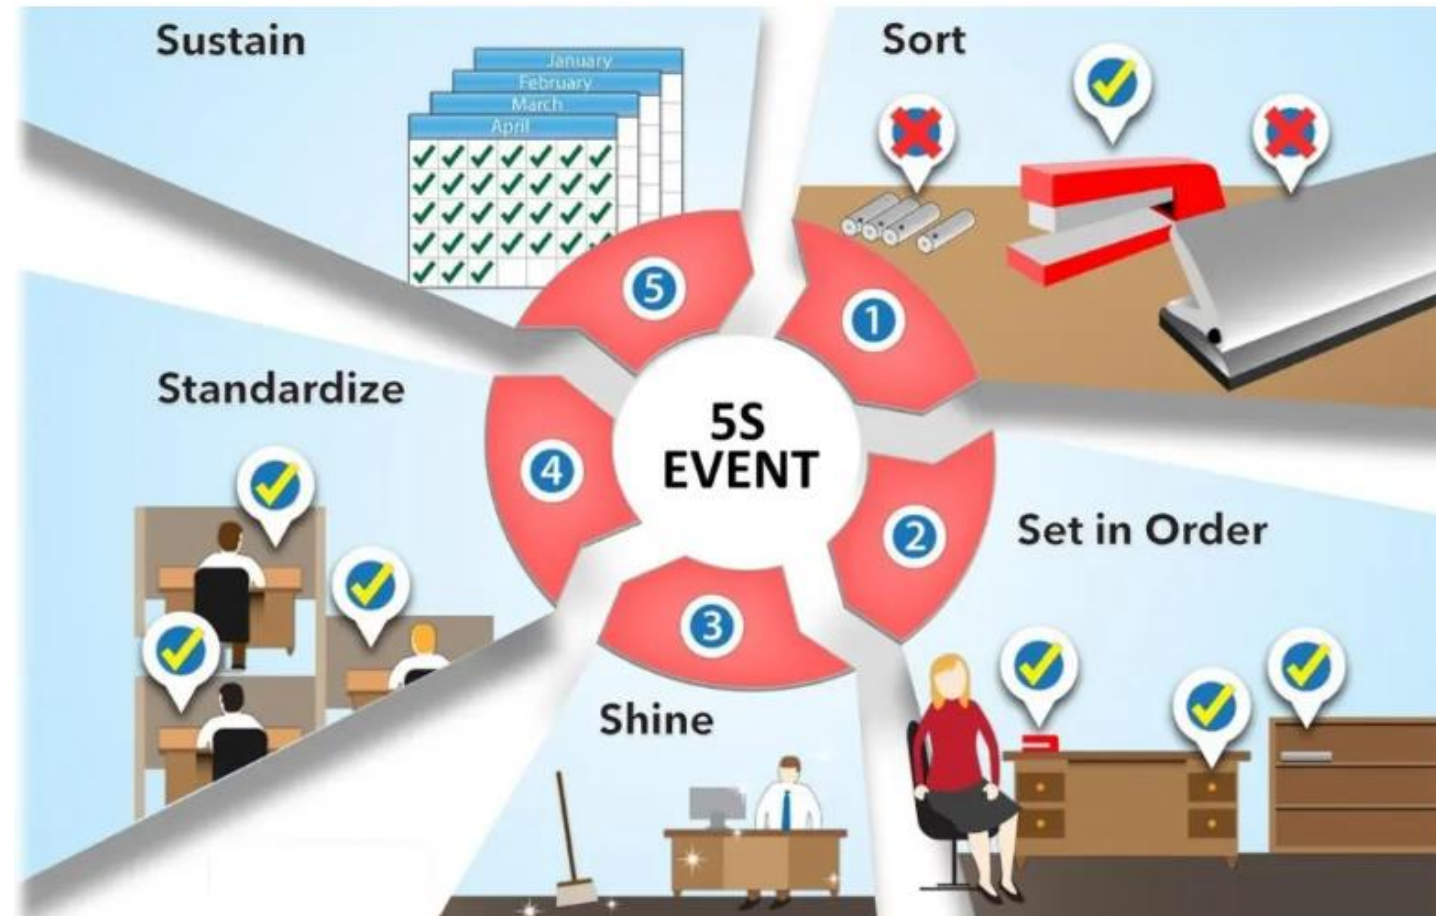 Sustain
January
February
March
April
Sort
5
1
5S
EVENT
Standardize
4
2
Set in Order
3
Shine